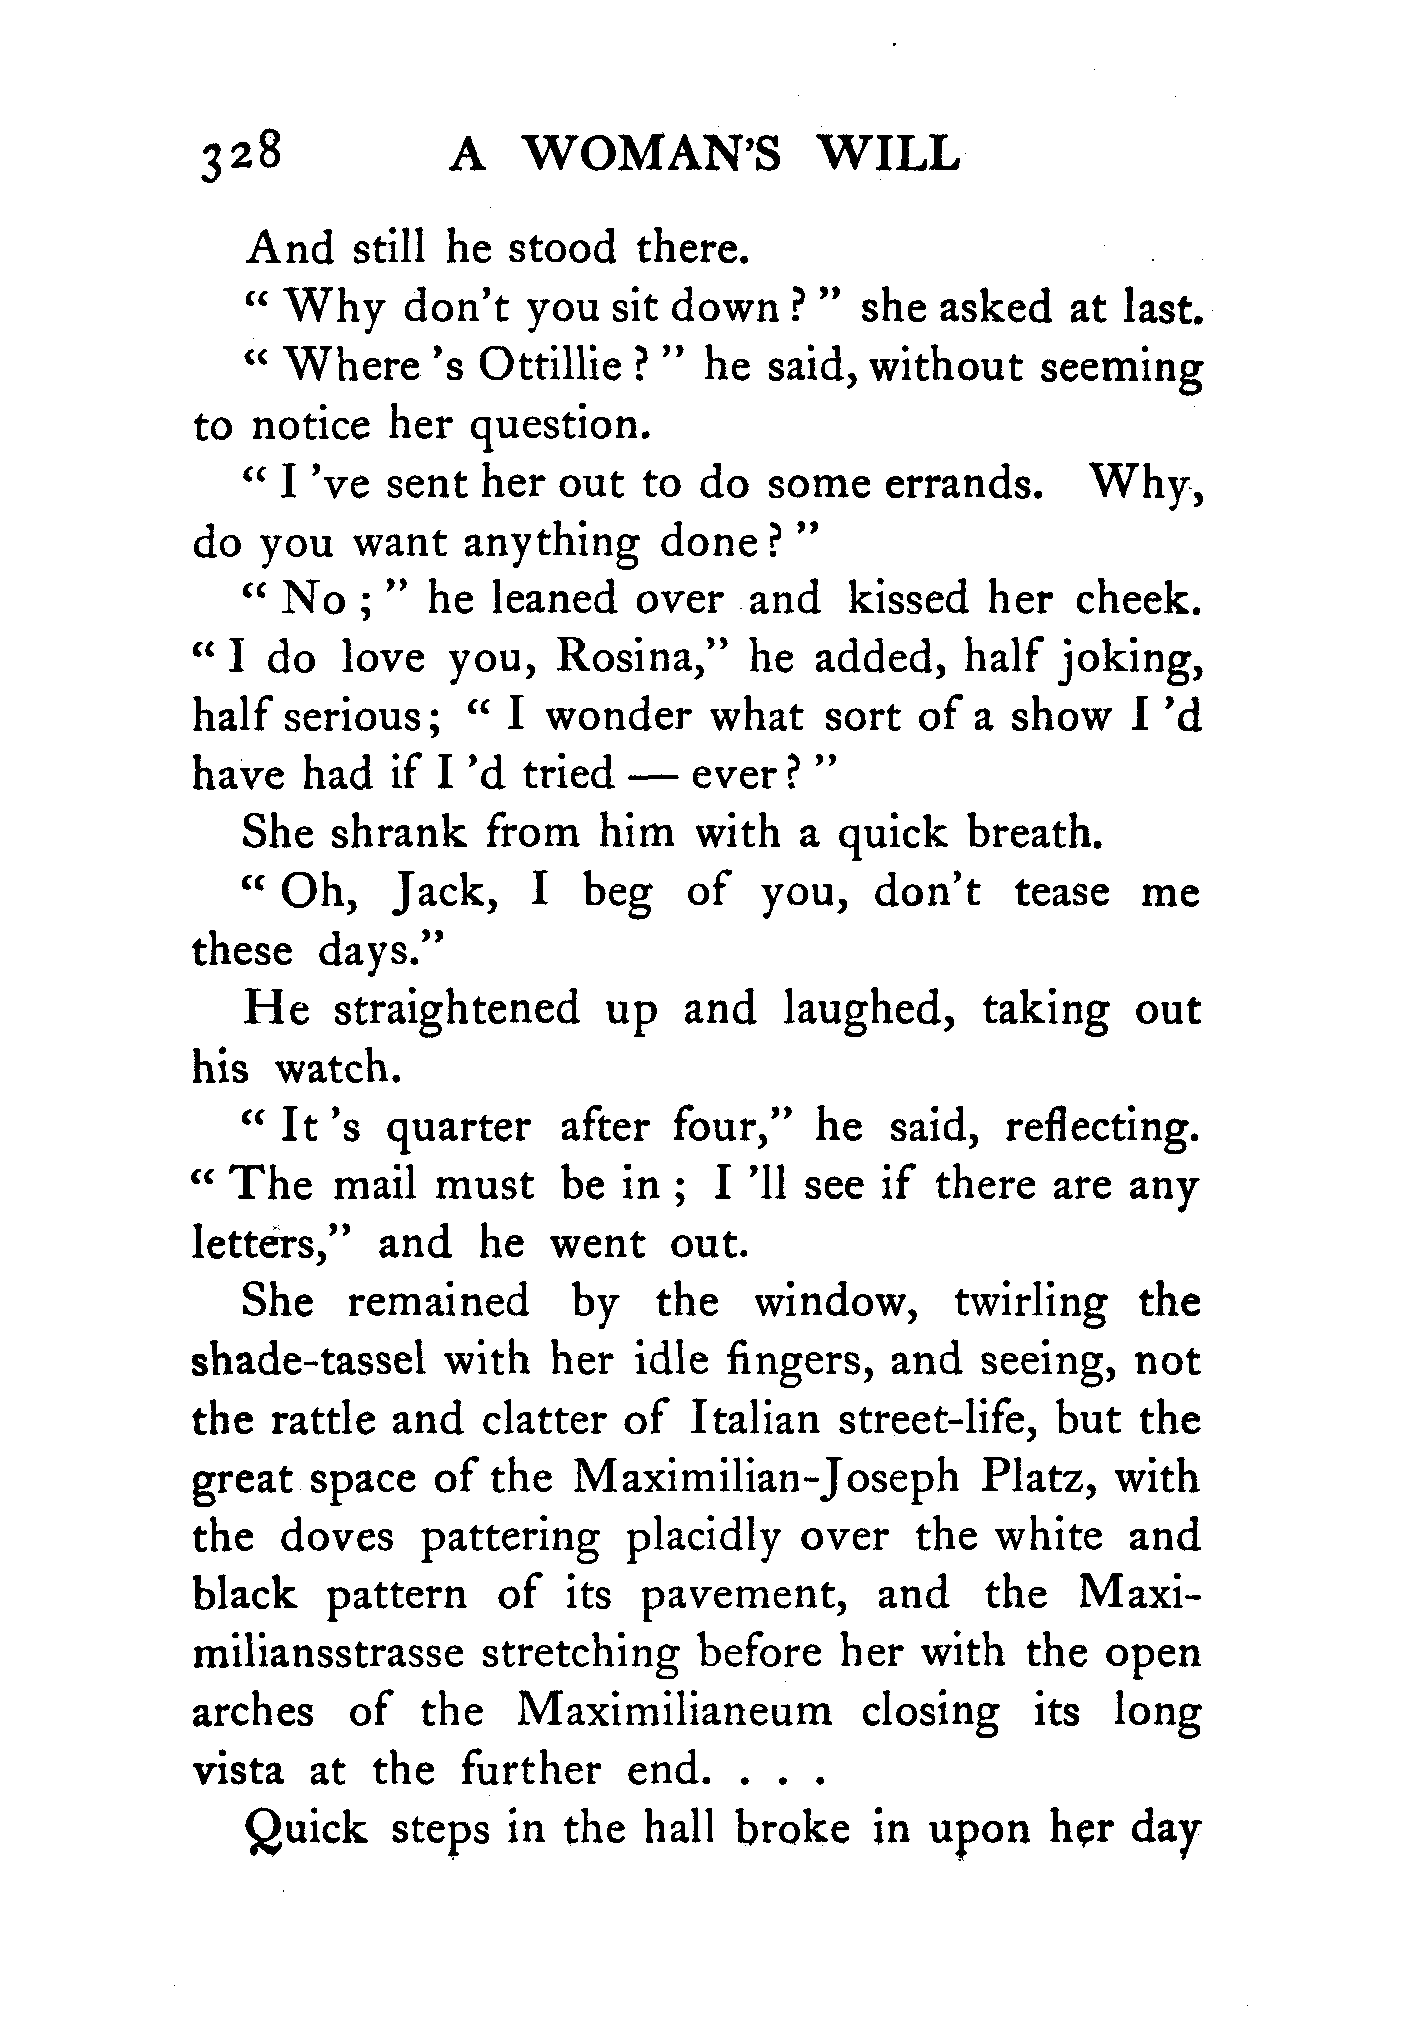 328 A WOMAN'S WILL
And still he stood there.
“ Why don't you sit down ? ” she asked at last.
“ Where 's Ottillie ? ” he said, without seeming
to notice her question.
“ I 've sent her out to do some errands. Why,
do you want anything done ? ”
“ No ; ” he leaned over and kissed her cheek.
“ I do love you, Rosina,” he added, half joking,
half serious ; “ I wonder what sort of a show I 'd
have had if I 'd tried — ever ? ”
She shrank from him with a quick breath.
“ Oh, Jack, I beg of you, don't tease me
these days.”
He straightened up and laughed, taking out
his watch.
“ It 's quarter after four,” he said, reflecting.
“ The mail must be in ; I 'll see if there are any
letters,” and he went out.
She remained by the window, twirling the
shade-tassel with her idle fingers, and seeing, not
the rattle and clatter of Italian street-life, but the
great space of the Maximilian-Joseph Platz, with
the doves pattering placidly over the white and
black pattern of its pavement, and the Maxi-
miliansstrasse stretching before her with the open
arches of the Maximilianeum closing its long
vista at the further end. . . .
Quick steps in the hall broke in upon her day